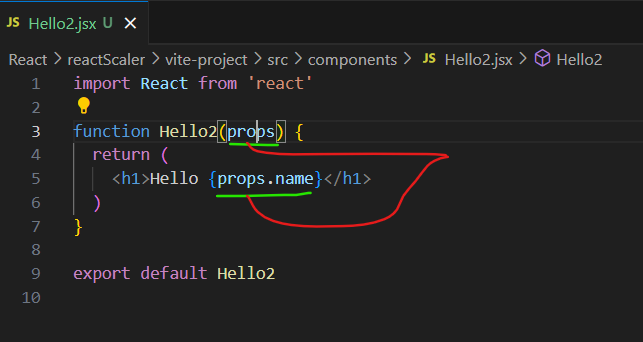 JS Hello2.jsx U ×
React > reactScaler > vite-project > src > components > JS Hello2.jsx > Hello2
1 import React from 'react'
2
3 function Hello2(props) {
4 return (
5 <h1>Hello {props.name}</h1>
6 )
7 }
8
9 export default Hello2
10